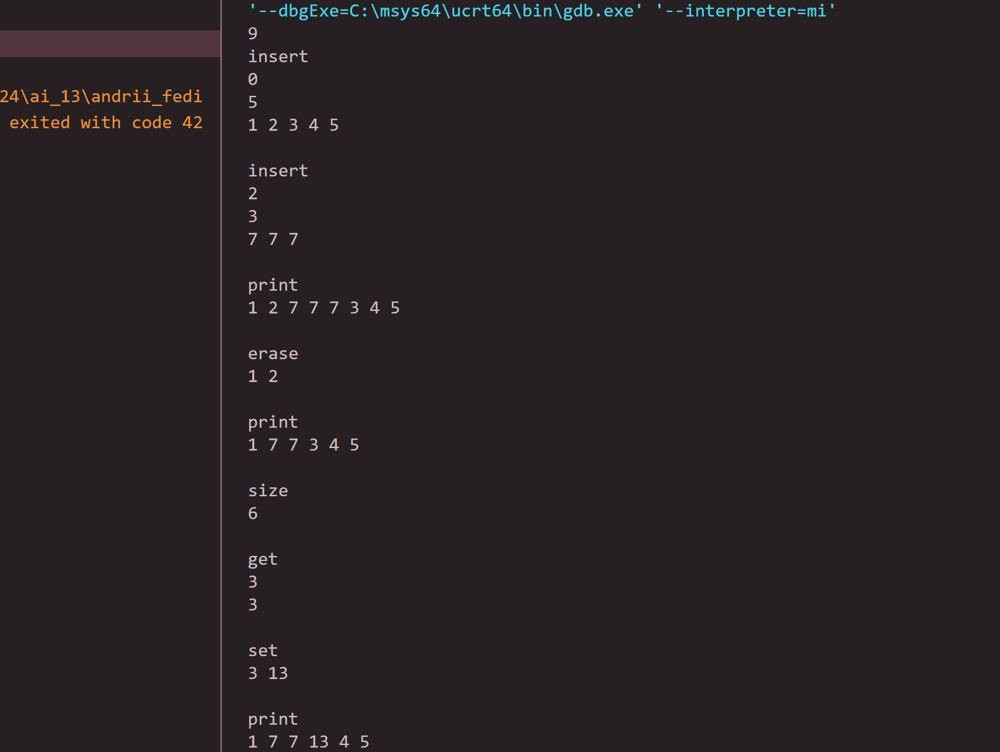 24\ai_13\andrii_fedi
exited with code 42
'--dbgExe=C:\msys64\ucrt64\bin\gdb.exe' '--interpreter=mi'
9
insert
0
5
1 2 3 4 5
insert
2
3
7 7 7
print
1 2 7 7 7 3 4 5
erase
1 2
print
1 7 7 3 4 5
size
6
get
3
3
set
3 13
print
1 7 7 13 4 5